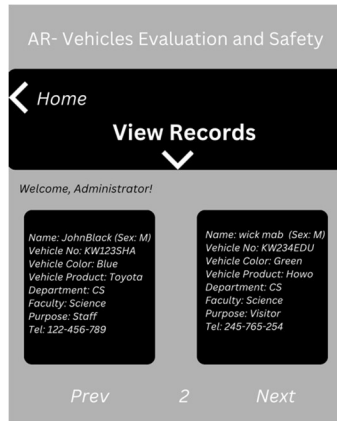 AR- Vehicles Evaluation and Safety
Home
View Records
Welcome, Administrator!
Name: JohnBlack (Sex: M)
Vehicle No: KW123SHA
Vehicle Color: Blue
Vehicle Product: Toyota
Department: CS
Faculty: Science
Purpose: Staff
Tel: 122-456-789
Name: wick mab (Sex: M)
Vehicle No: KW234EDU
Vehicle Color: Green
Vehicle Product: Howo
Department: CS
Faculty: Science
Purpose: Visitor
Tel: 245-765-254
Prev 2 Next